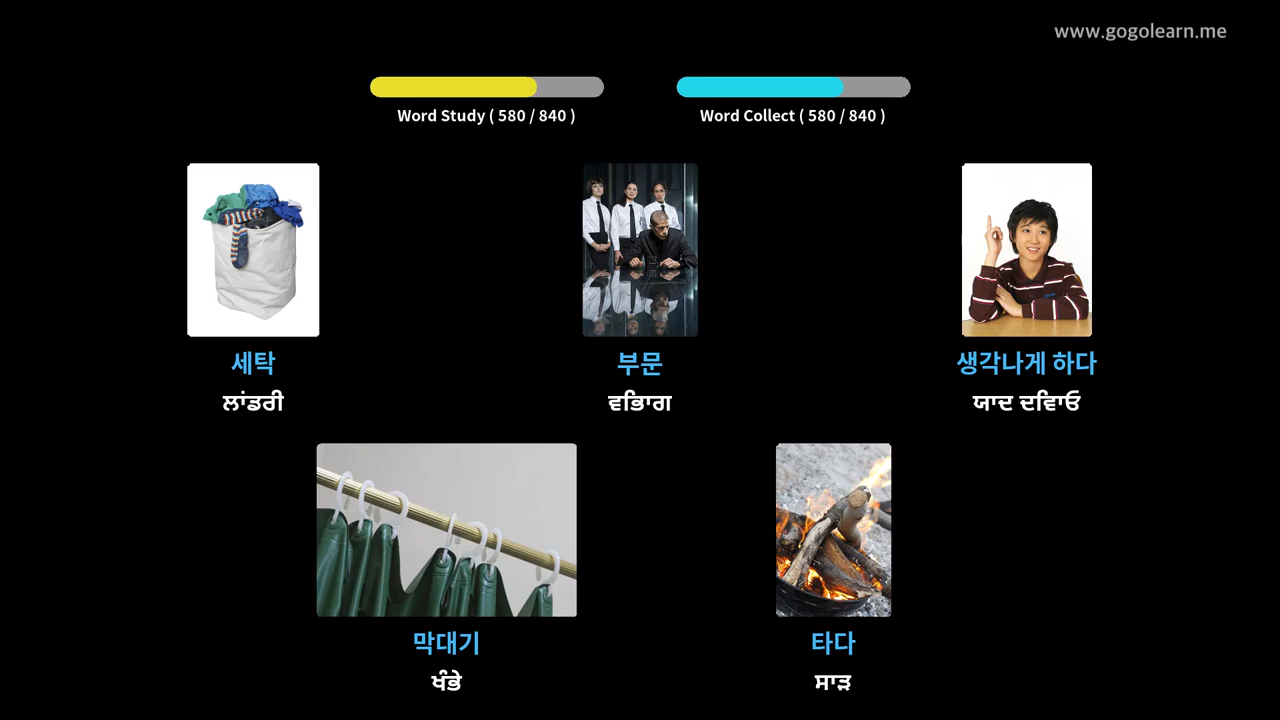 www.gogolearn.me
Word Study ( 580 / 840 )
Word Collect ( 580 / 840 )
세탁
ਲਾਂਡਰੀ
부문
ਵਿਭਾਗ
생각나게 하다
ਯਾਦ ਦਿਵਾਓ
막대기
ਖੰਭੇ
타다
ਸਾੜ